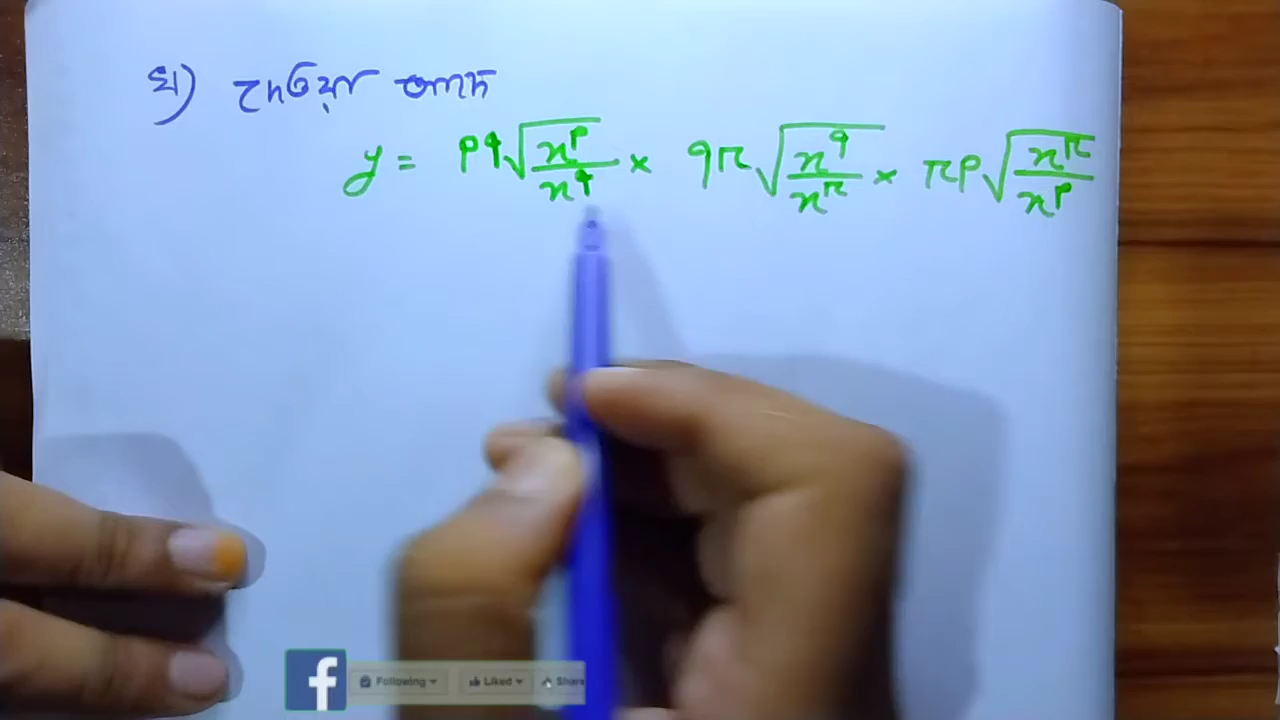 খ) দেওয়া আছে
y = pq√(x^p / x^q) × qr√(x^q / x^r) × rp√(x^r / x^p)
f Following Liked Share